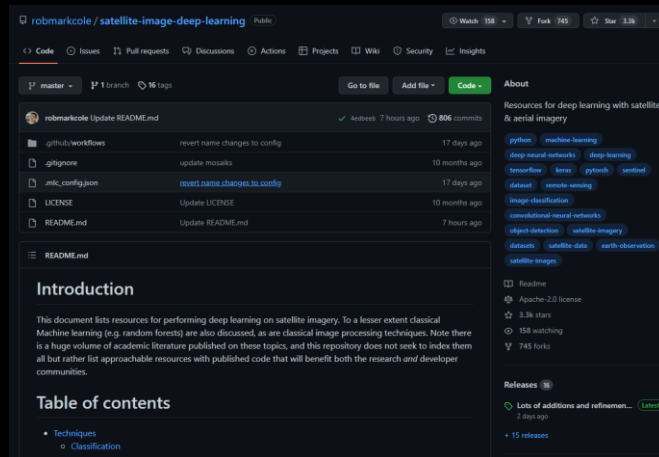 robmarkcole / satellite-image-deep-learning Public
Watch 158 Fork 745 Star 3.3k
Code Issues Pull requests Discussions Actions Projects Wiki Security Insights
master 1 branch 16 tags Go to file Add file Code
robmarkcole Update README.md 4edbeeb 7 hours ago 806 commits
.github/workflows revert name changes to config 17 days ago
.gitignore update mosaiks 10 months ago
.mlc_config.json revert name changes to config 17 days ago
LICENSE Update LICENSE 10 months ago
README.md Update README.md 7 hours ago
README.md
Introduction
This document lists resources for performing deep learning on satellite imagery. To a lesser extent classical
Machine learning (e.g. random forests) are also discussed, as are classical image processing techniques. Note there
is a huge volume of academic literature published on these topics, and this repository does not seek to index them
all but rather list approachable resources with published code that will benefit both the research and developer
communities.
Table of contents
Techniques
Classification
About
Resources for deep learning with satellite
& aerial imagery
python machine-learning
deep-neural-networks deep-learning
tensorflow keras pytorch sentinel
dataset remote-sensing
image-classification
convolutional-neural-networks
object-detection satellite-imagery
datasets satellite-data earth-observation
satellite-images
Readme
Apache-2.0 license
3.3k stars
158 watching
745 forks
Releases 16
Lots of additions and refinemen... Latest
2 days ago
+ 15 releases